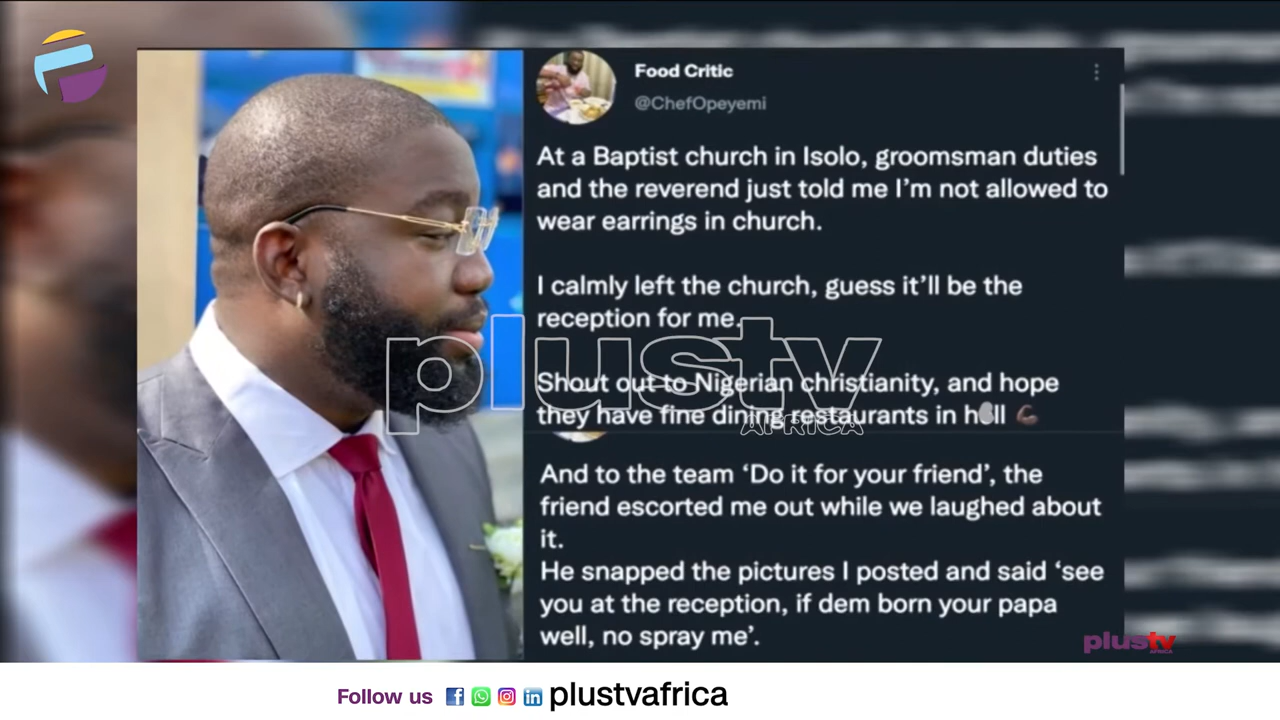 Food Critic
@ChefOpeyemi
At a Baptist church in Isolo, groomsman duties
and the reverend just told me I'm not allowed to
wear earrings in church.
I calmly left the church, guess it'll be the
reception for me.
Shout out to Nigerian christianity, and hope
they have fine dining restaurants in hell
plustv
AFRICA
And to the team ‘Do it for your friend’, the
friend escorted me out while we laughed about
it.
He snapped the pictures I posted and said ‘see
you at the reception, if dem born your papa
well, no spray me’.
plustv
AFRICA
Follow us plustvafrica